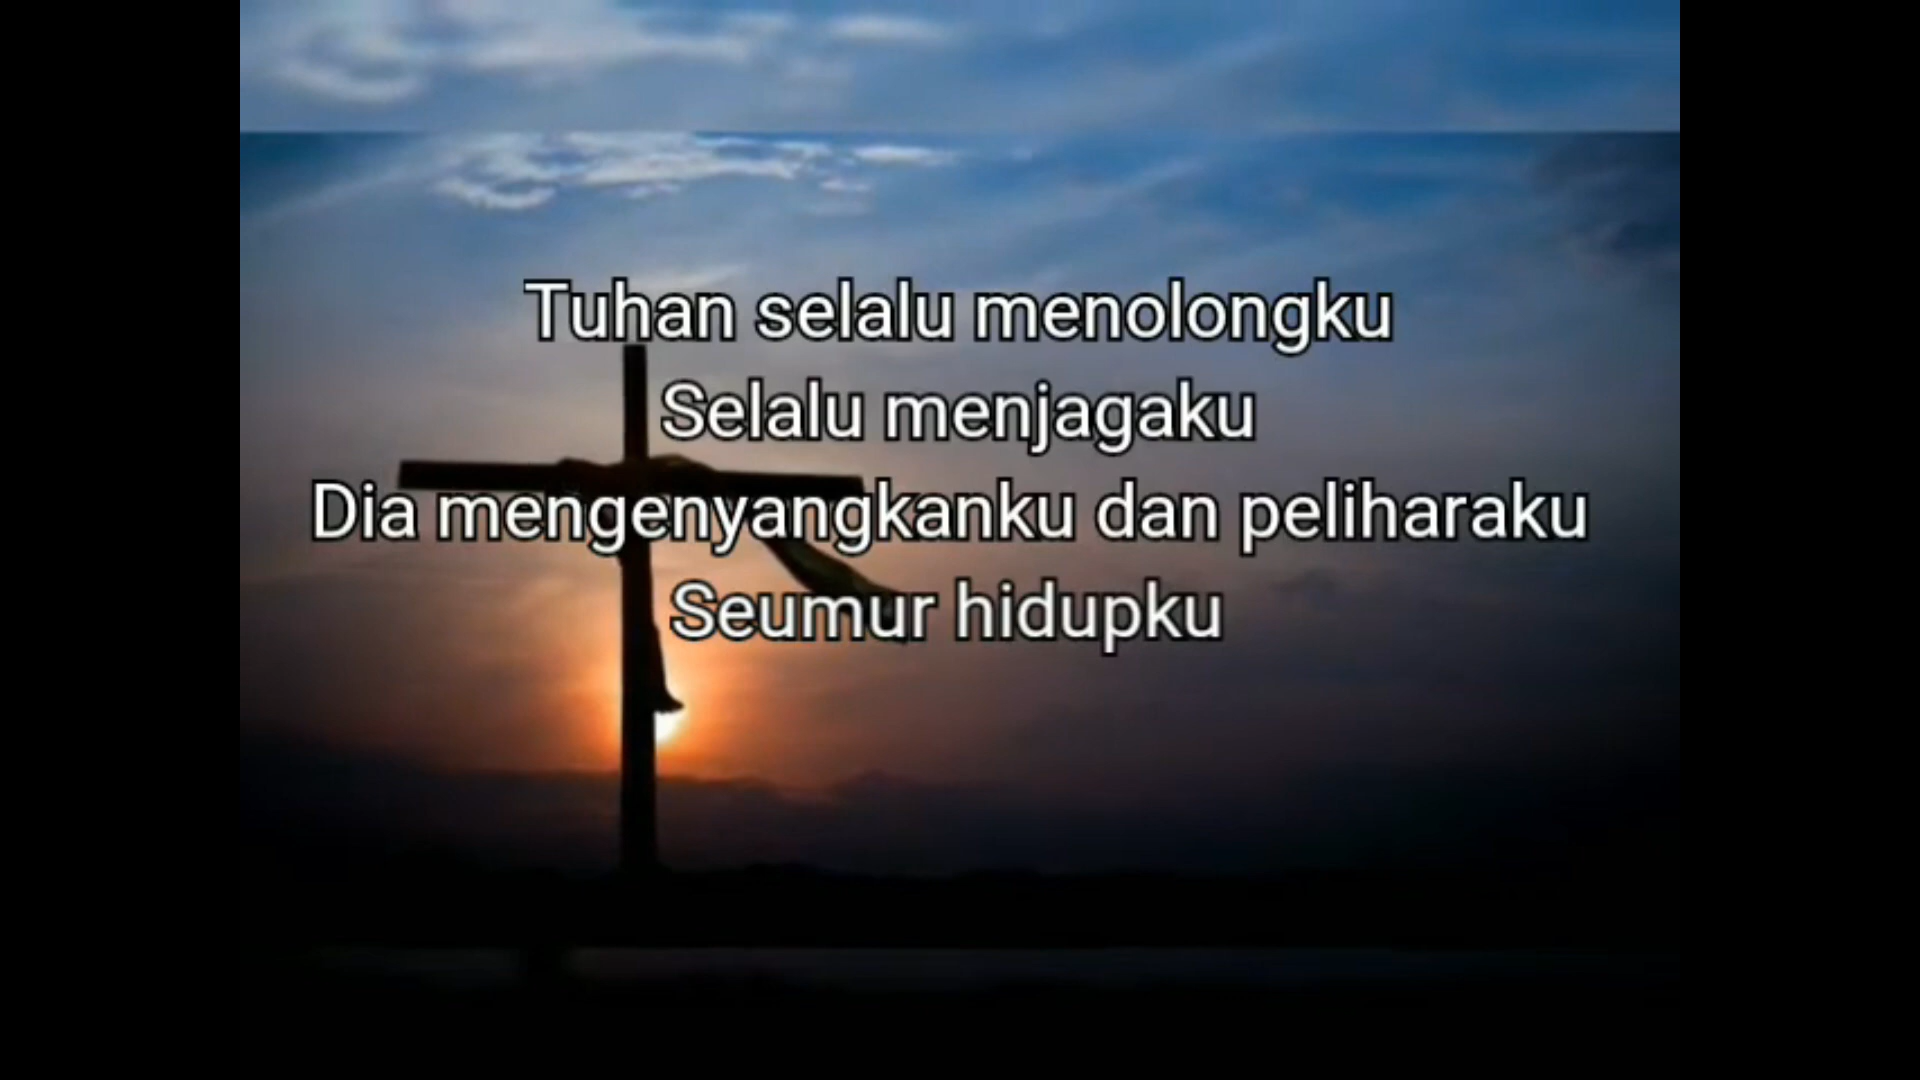 Tuhan selalu menolongku
Selalu menjagaku
Dia mengenyangkanku dan peliharaku
Seumur hidupku